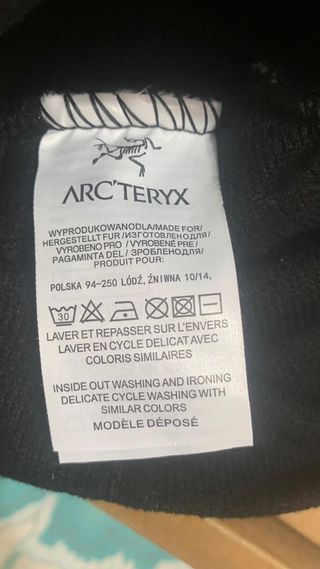 ARC'TERYX
WYPRODUKOWANODLA/MADE FOR/
HERGESTELLT FUR/ИЗГОТОВЛЕНОДЛЯ/
VYROBENO PRO /VYROBENÉ PRE/
PAGAMINTA DEL / ЗРОБЛЕНОДЛЯ/
PRODUIT POUR:
POLSKA 94-250 LÓDŹ, ŹNIWNA 10/14.
30
LAVER ET REPASSER SUR L'ENVERS
LAVER EN CYCLE DELICAT AVEC
COLORIS SIMILAIRES
INSIDE OUT WASHING AND IRONING
DELICATE CYCLE WASHING WITH
SIMILAR COLORS
MODÈLE DÉPOSÉ